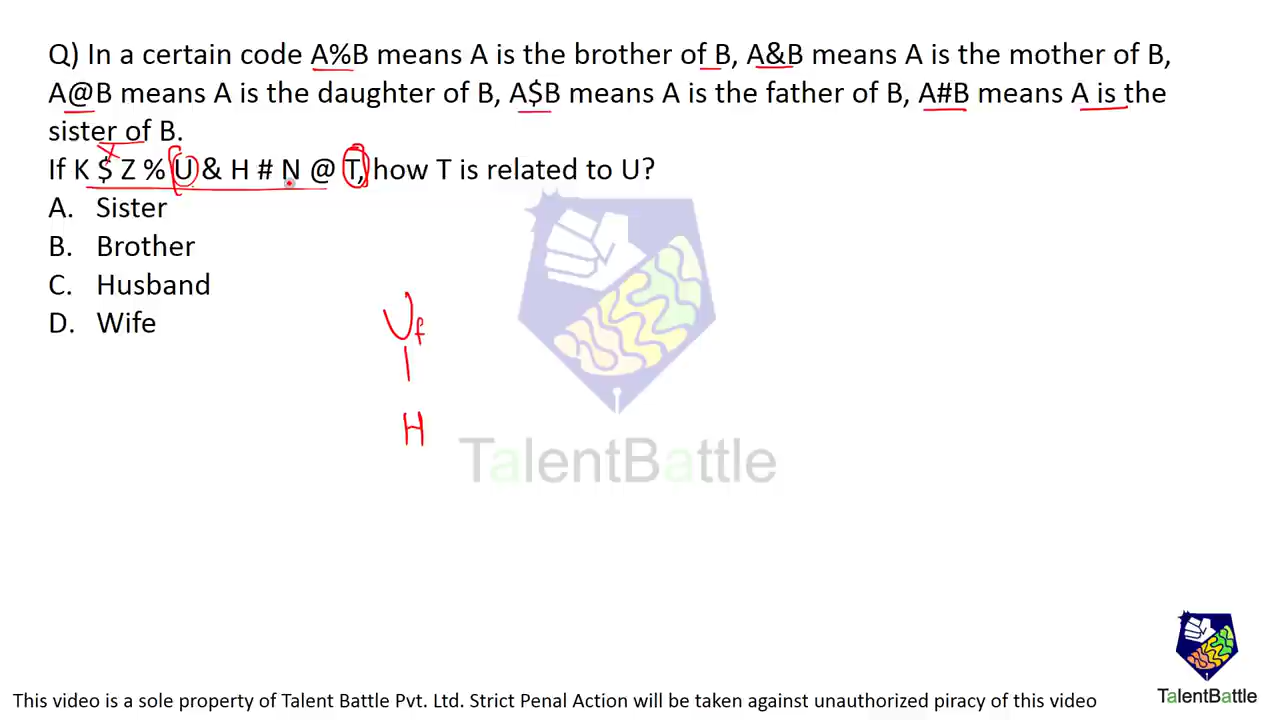 Q) In a certain code A%B means A is the brother of B, A&B means A is the mother of B,
A@B means A is the daughter of B, A$B means A is the father of B, A#B means A is the
sister of B.
If K $ Z % U & H # N @ T, how T is related to U?
A. Sister
B. Brother
C. Husband
D. Wife
U f
H
TalentBattle
TalentBattle
This video is a sole property of Talent Battle Pvt. Ltd. Strict Penal Action will be taken against unauthorized piracy of this video